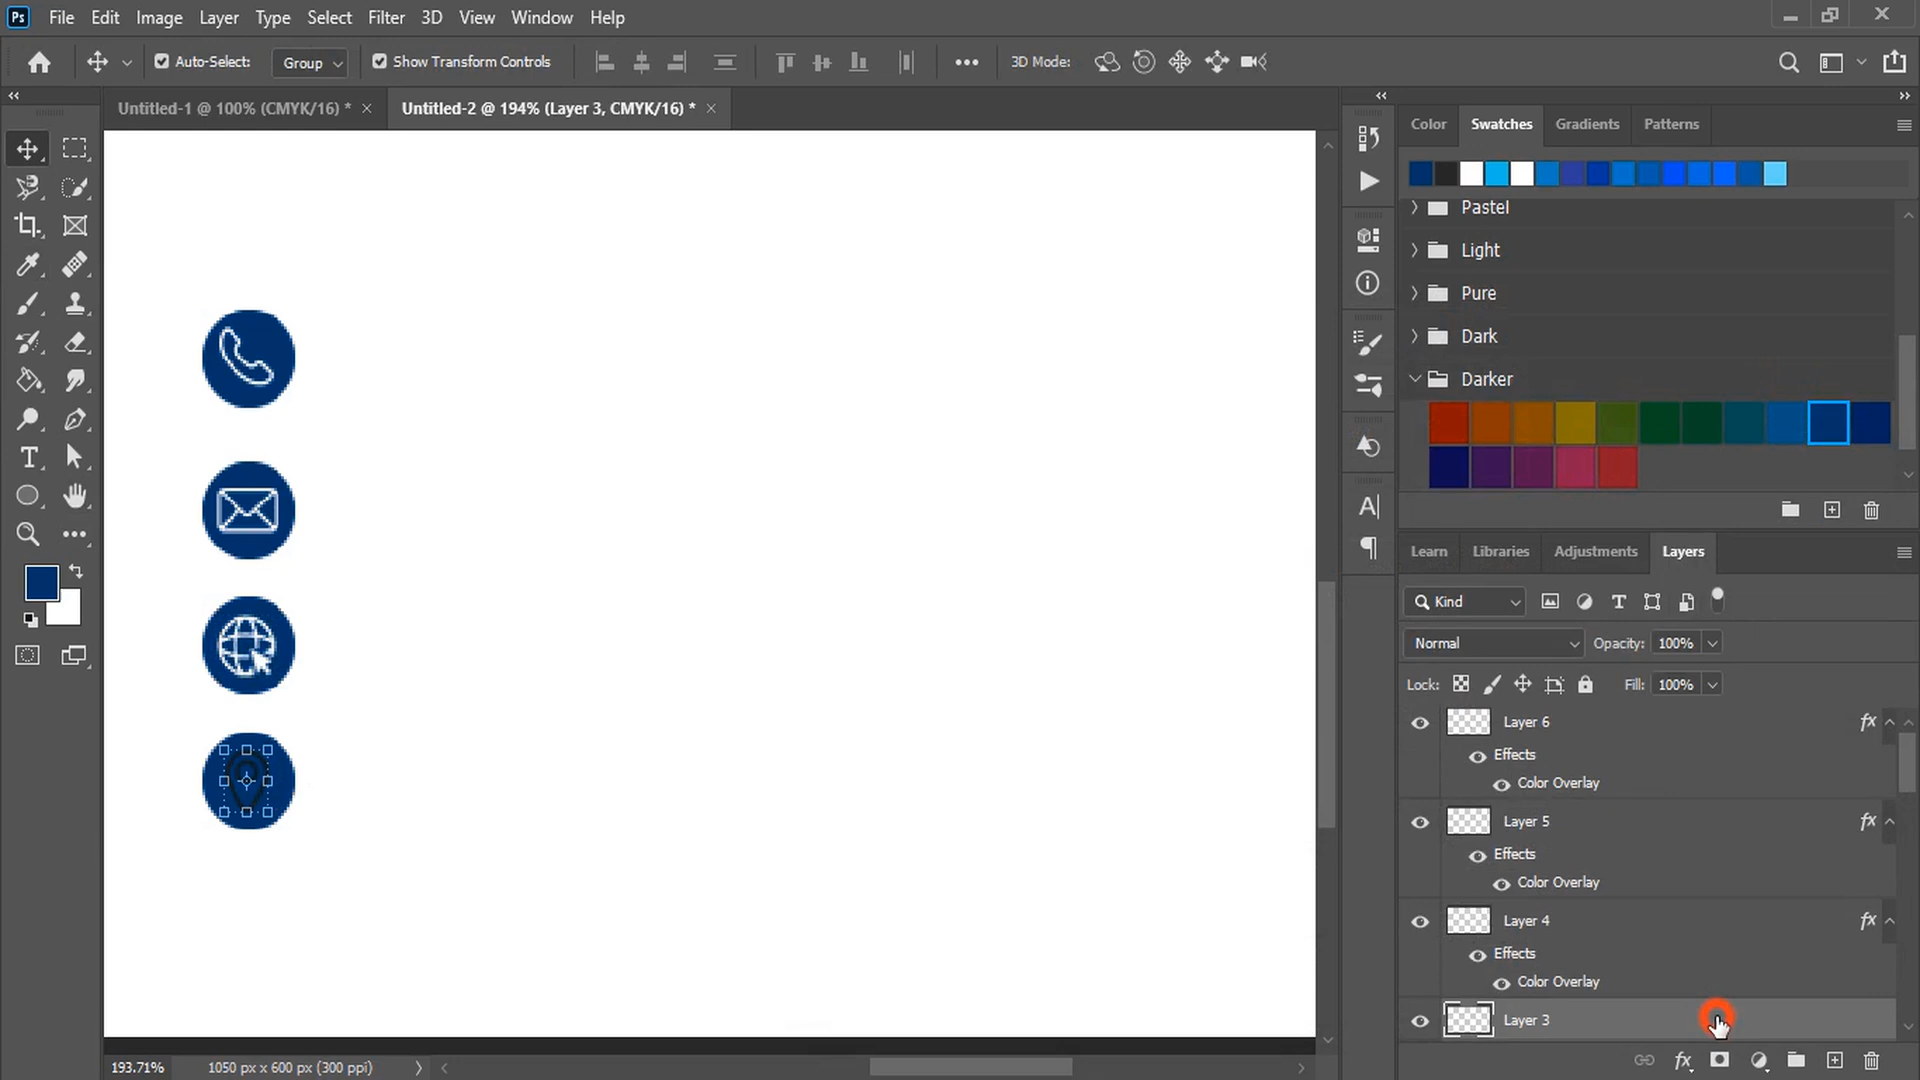 Ps File Edit Image Layer Type Select Filter 3D View Window Help
Auto-Select: Group Show Transform Controls 3D Mode:
Untitled-1 @ 100% (CMYK/16) * Untitled-2 @ 194% (Layer 3, CMYK/16) *
Color Swatches Gradients Patterns
Pastel
Light
Pure
Dark
Darker
Learn Libraries Adjustments Layers
Kind
Normal Opacity: 100%
Lock: Fill: 100%
Layer 6 fx
Effects
Color Overlay
Layer 5 fx
Effects
Color Overlay
Layer 4 fx
Effects
Color Overlay
Layer 3
193.71% 1050 px x 600 px (300 ppi) fx